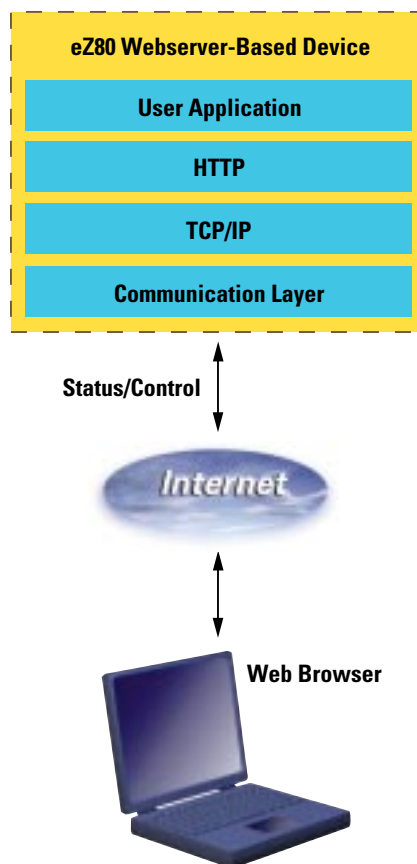 eZ80 Webserver-Based Device
User Application
HTTP
TCP/IP
Communication Layer
Status/Control
Internet
Web Browser